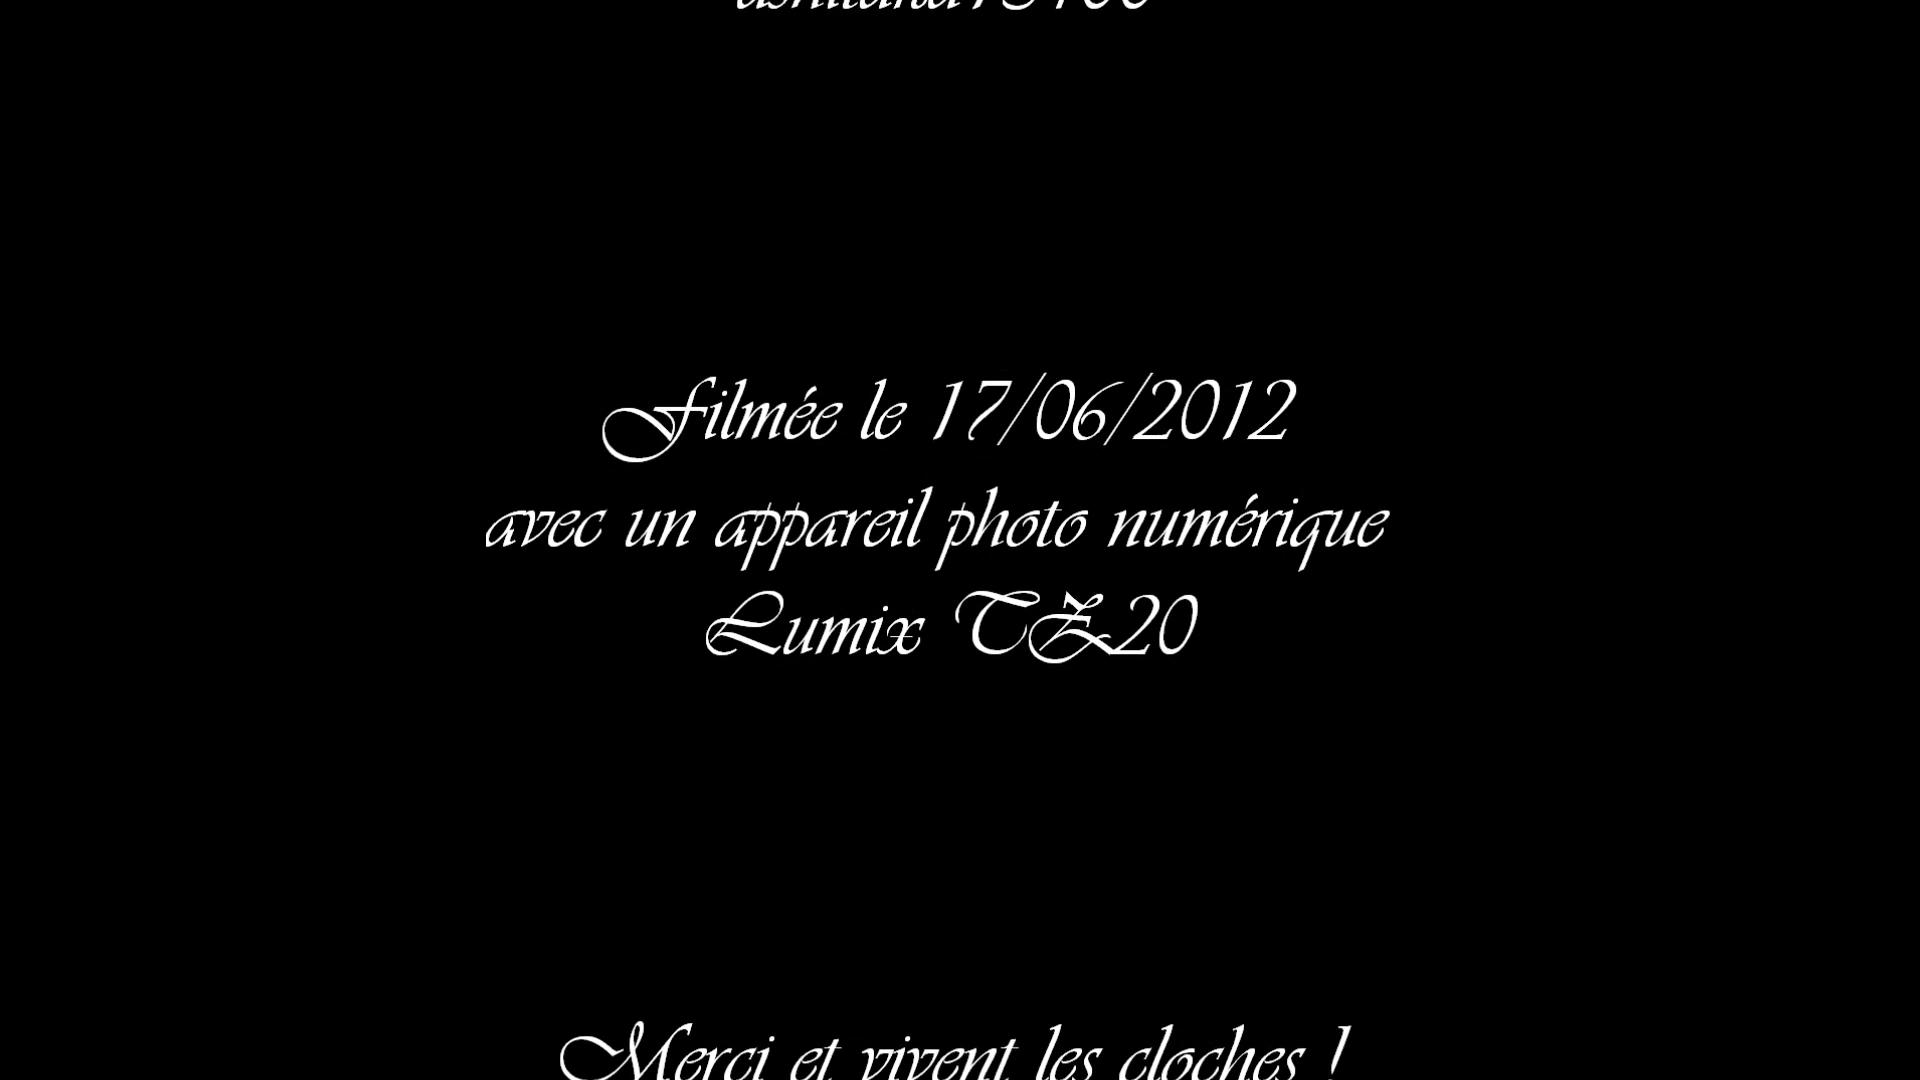 Filmée le 17/06/2012
avec un appareil photo numérique
Lumix TZ20
Merci et vivent les cloches !